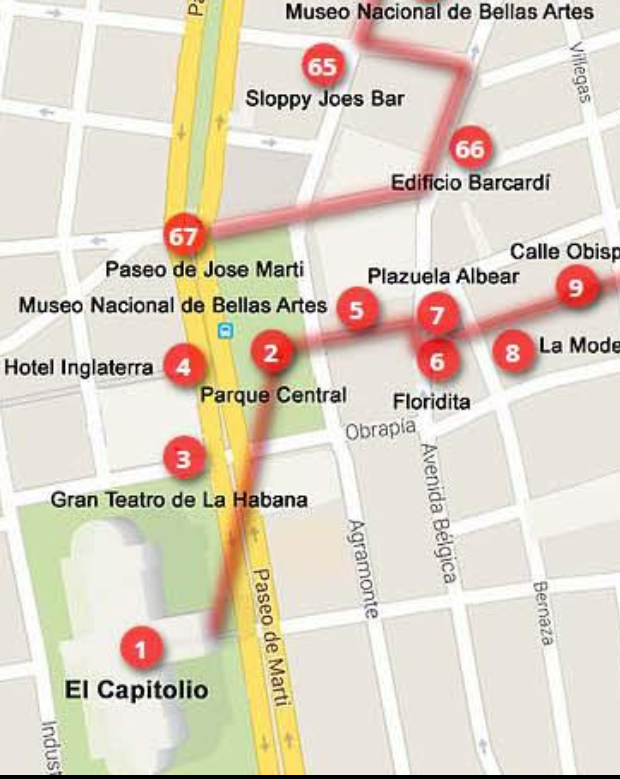 Museo Nacional de Bellas Artes
Villegas
65
Sloppy Joes Bar
66
Edificio Barcardí
67
Paseo de Jose Marti
Calle Obisp
Plazuela Albear
9
Museo Nacional de Bellas Artes
5
7
2
Hotel Inglaterra
4
6
8
La Mode
Parque Central
Floridita
Obrapía
3
Gran Teatro de La Habana
Avenida Bélgica
Agramonte
Paseo de Marti
Bernaza
1
El Capitolio
Indust